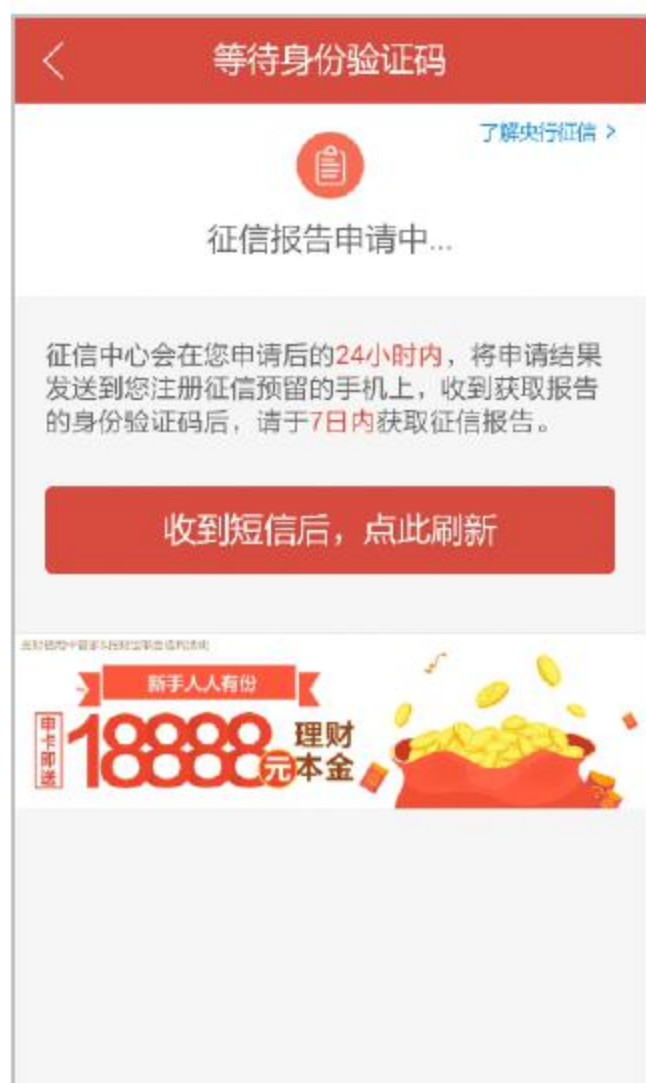 等待身份验证码
了解央行征信 >
征信报告申请中...
征信中心会在您申请后的24小时内，将申请结果
发送到您注册征信预留的手机上，收到获取报告
的身份验证码后，请于7日内获取征信报告。
收到短信后，点此刷新
新手人人有份
申卡即送
18888元
理财
本金